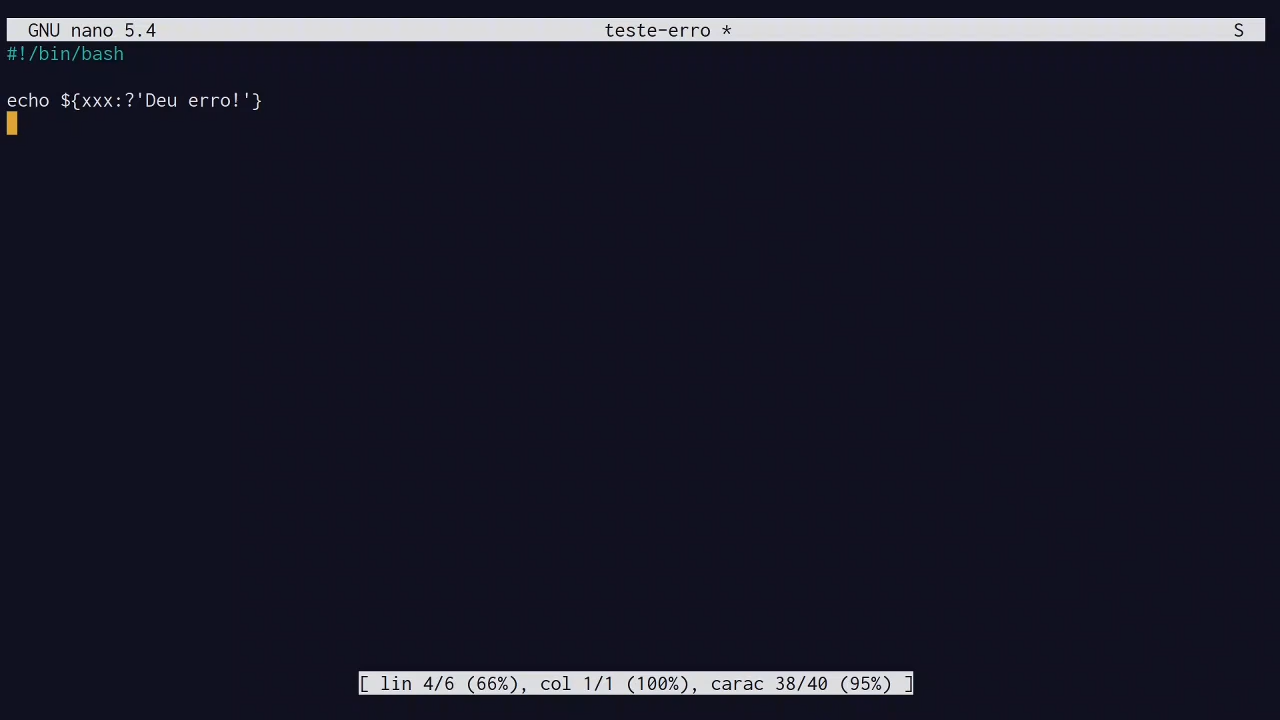 GNU nano 5.4 teste-erro * S
#!/bin/bash
echo ${xxx:?'Deu erro!'}
[ lin 4/6 (66%), col 1/1 (100%), carac 38/40 (95%) ]